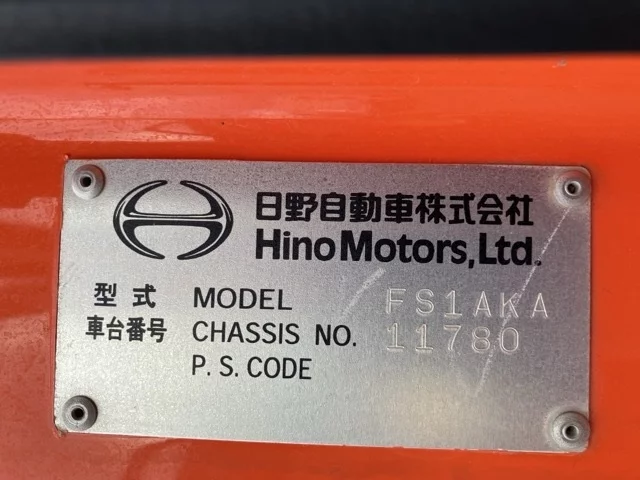 日野自動車株式会社
Hino Motors, Ltd.
型式 MODEL FS1AKA
車台番号 CHASSIS NO. 11780
P.S.CODE